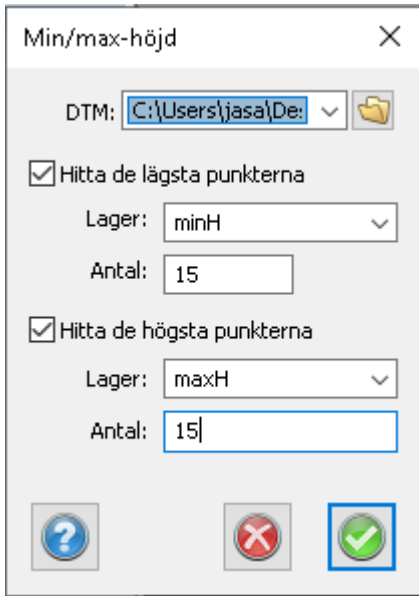 Min/max-höjd
DTM: C:\Users\jasa\De:
Hitta de lägsta punkterna
Lager: minH
Antal: 15
Hitta de högsta punkterna
Lager: maxH
Antal: 15